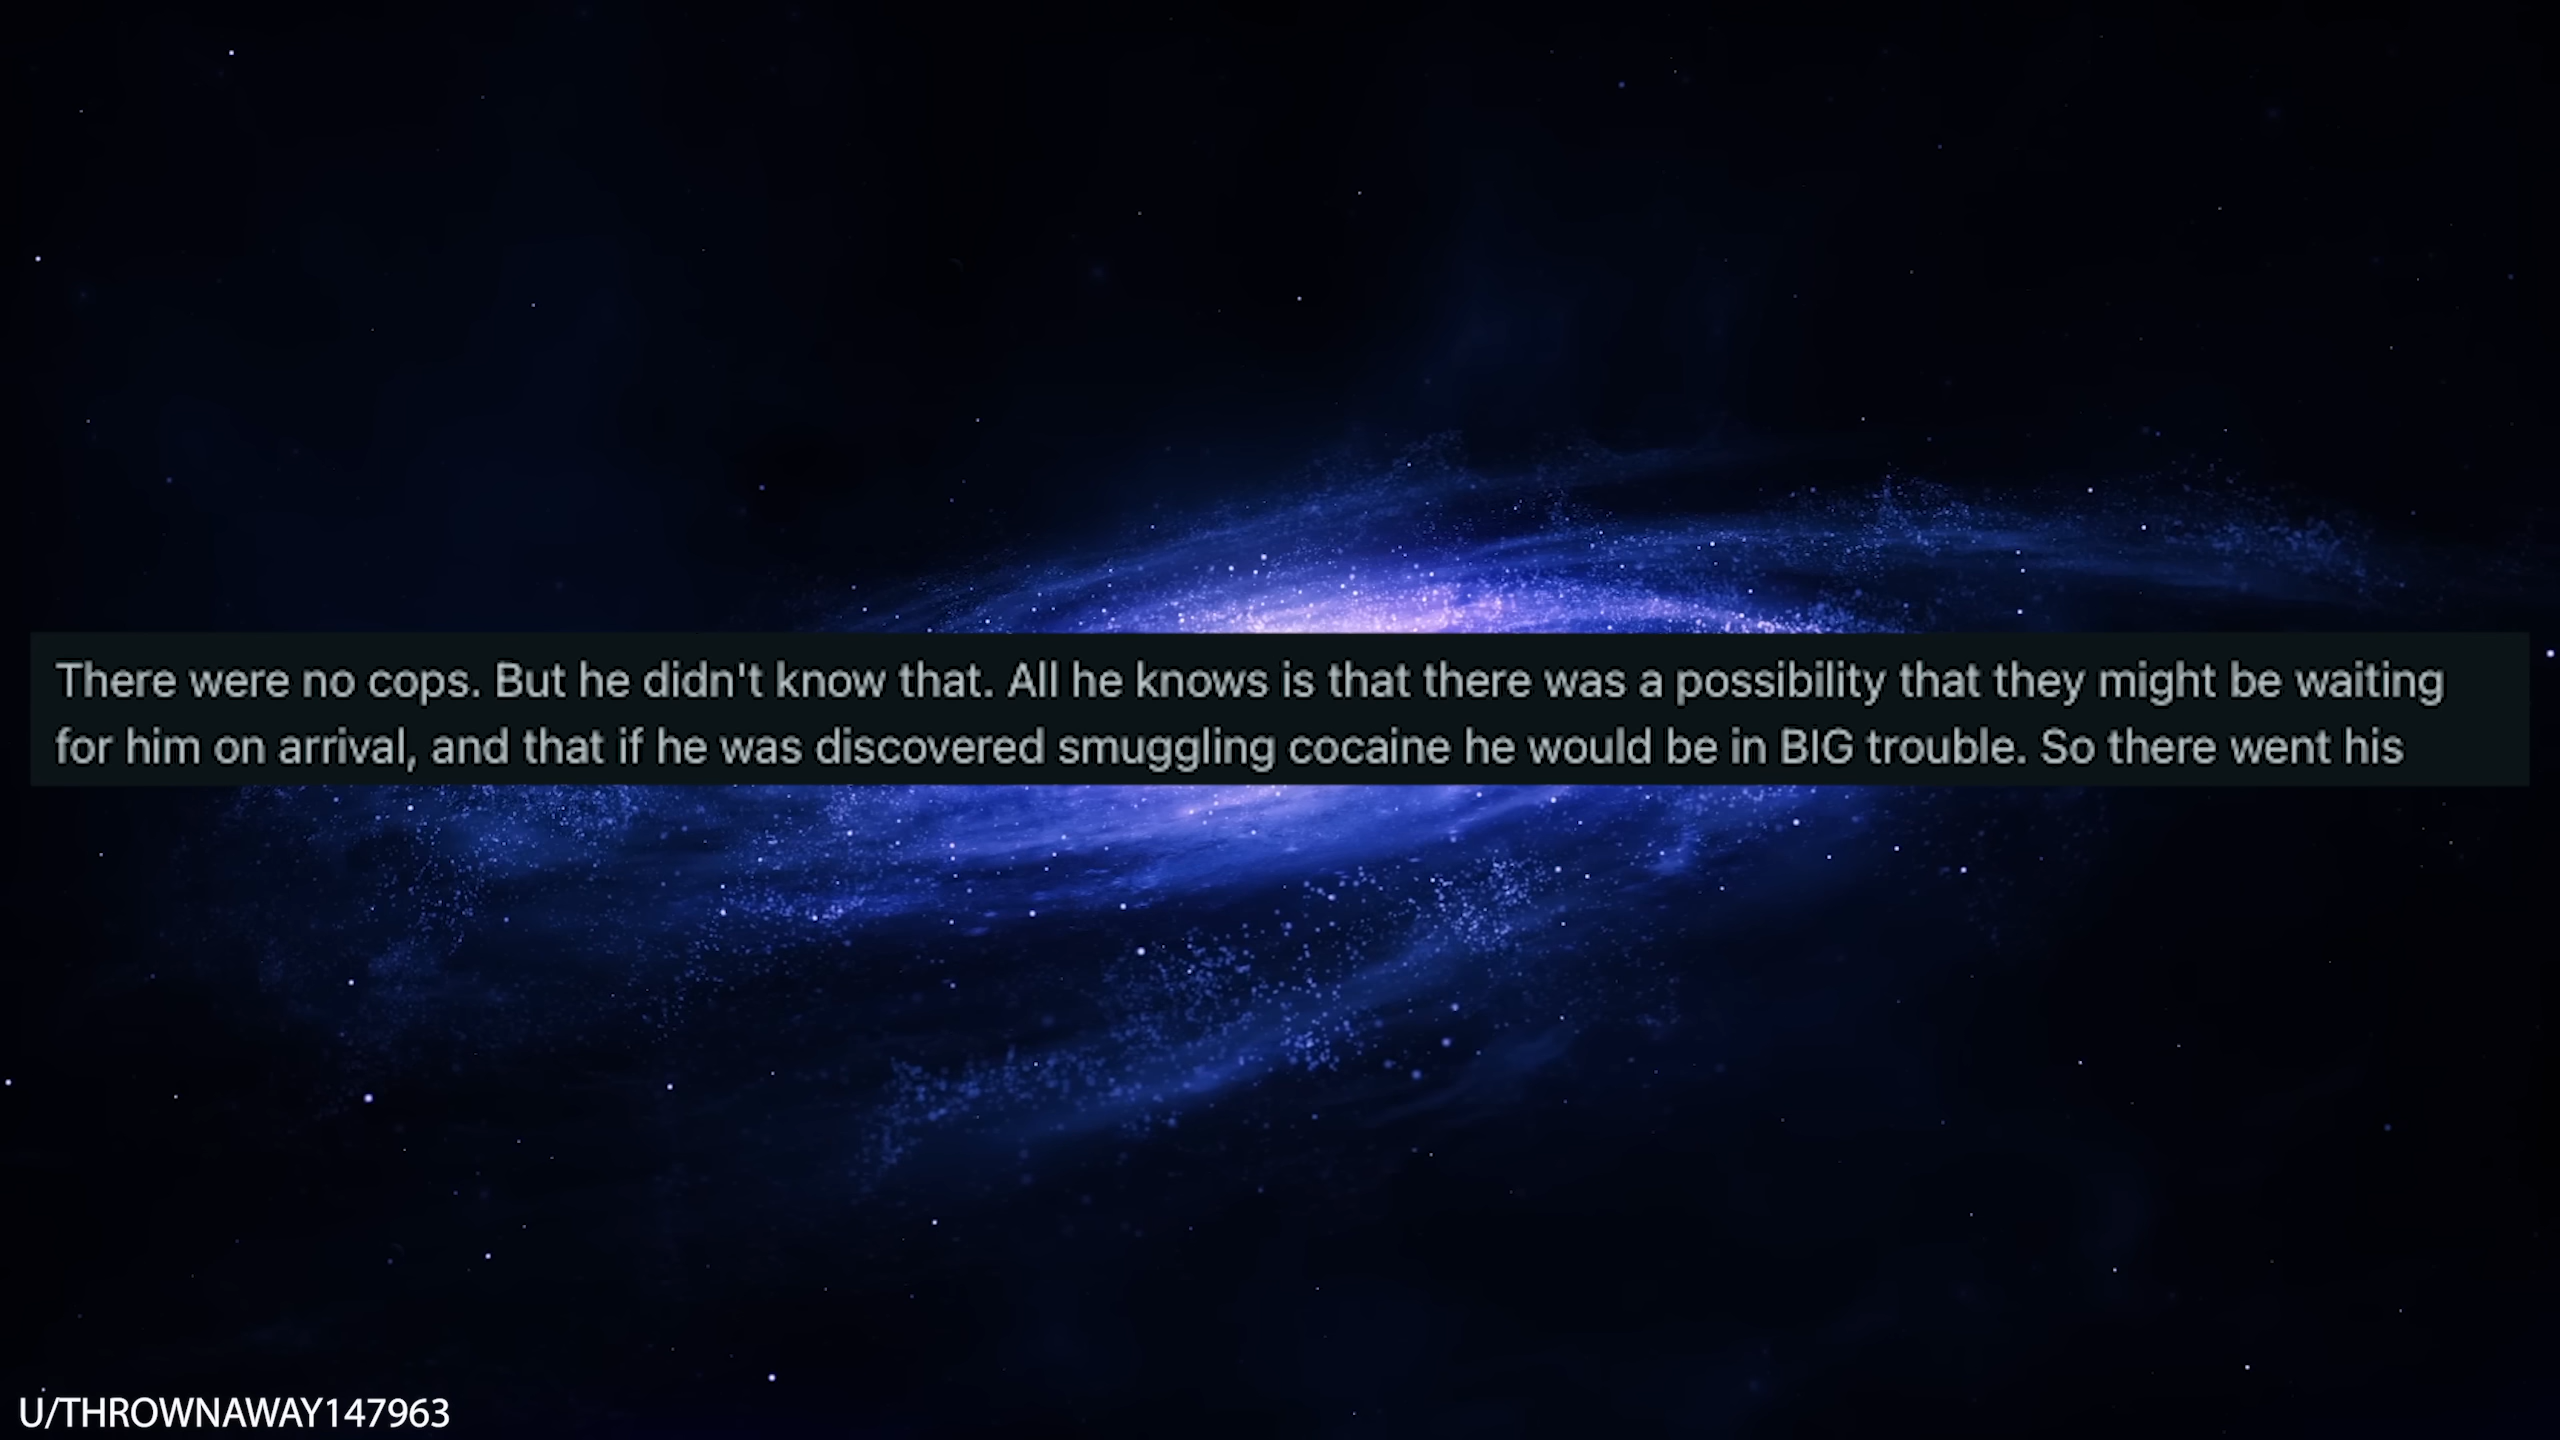 There were no cops. But he didn't know that. All he knows is that there was a possibility that they might be waiting
for him on arrival, and that if he was discovered smuggling cocaine he would be in BIG trouble. So there went his
U/THROWNAWAY147963